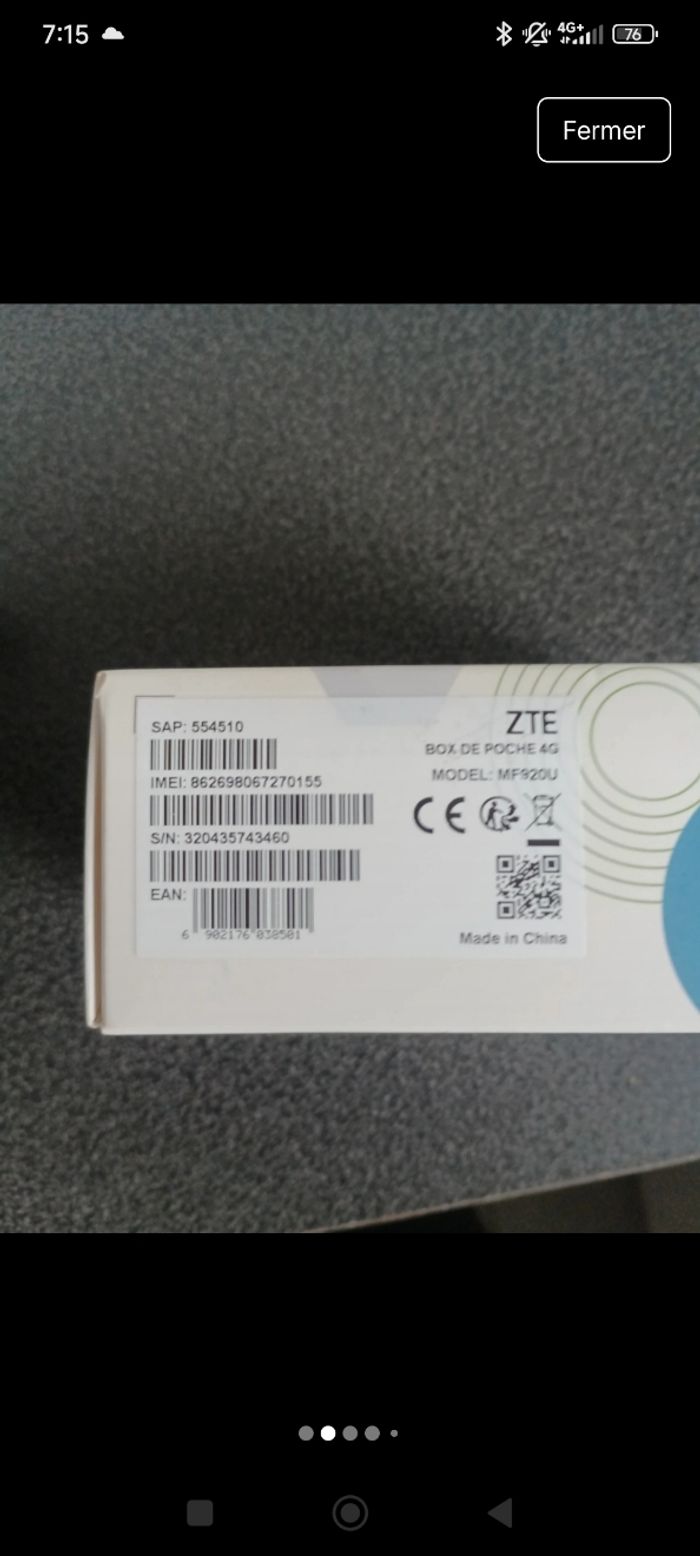 7:15
4G+
76
Fermer
SAP: 554510
IMEI: 862698067270155
S/N: 320435743460
EAN:
6 902176 038501
ZTE
BOX DE POCHE 4G
MODEL: MF920U
CE
Made in China